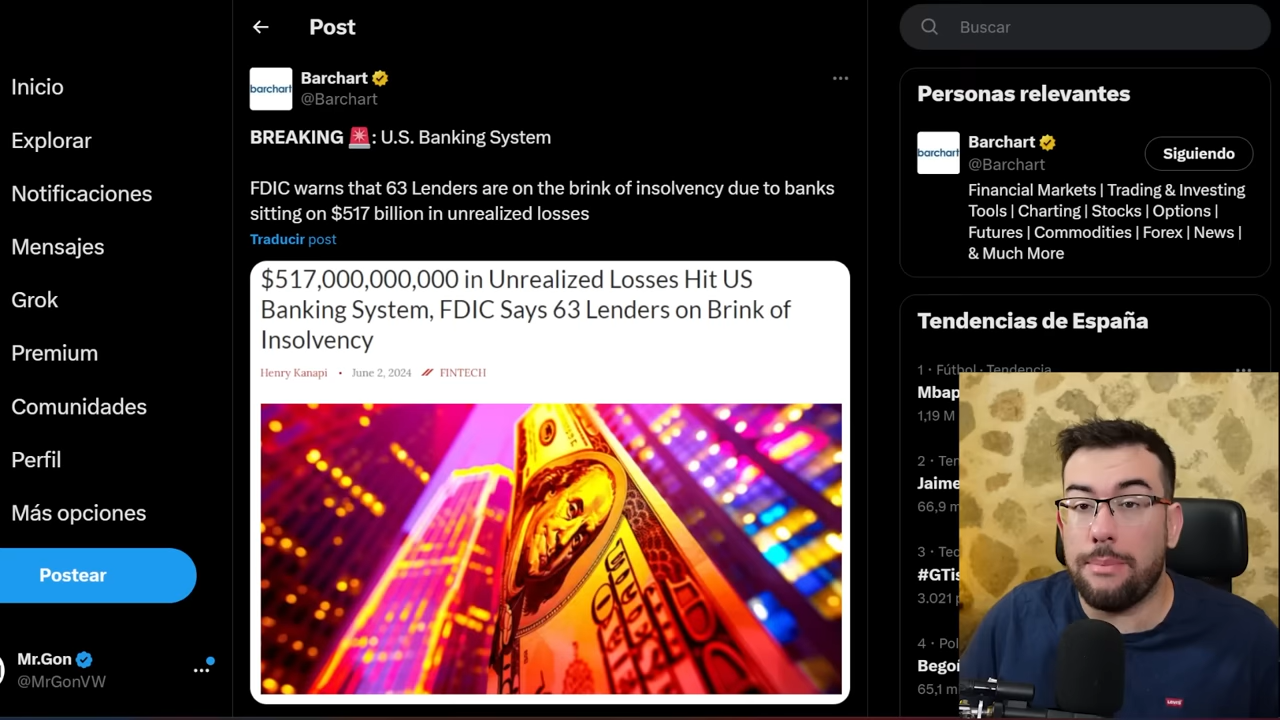 Inicio
Explorar
Notificaciones
Mensajes
Grok
Premium
Comunidades
Perfil
Más opciones
Postear
Mr.Gon
@MrGonVW
Post
barchart
Barchart
@Barchart
BREAKING 🚨: U.S. Banking System
FDIC warns that 63 Lenders are on the brink of insolvency due to banks
sitting on $517 billion in unrealized losses
Traducir post
$517,000,000,000 in Unrealized Losses Hit US
Banking System, FDIC Says 63 Lenders on Brink of
Insolvency
Henry Kanapi • June 2, 2024 FINTECH
Buscar
Personas relevantes
barchart
Barchart
@Barchart
Siguiendo
Financial Markets | Trading & Investing
Tools | Charting | Stocks | Options |
Futures | Commodities | Forex | News |
& Much More
Tendencias de España
1 · Fútbol · Tendencia
Mbap
1,19 M
2 · Ten
Jaime
66,9 m
3 · Tec
#GTis
3.021 p
4 · Pol
Begoi
65,1 m